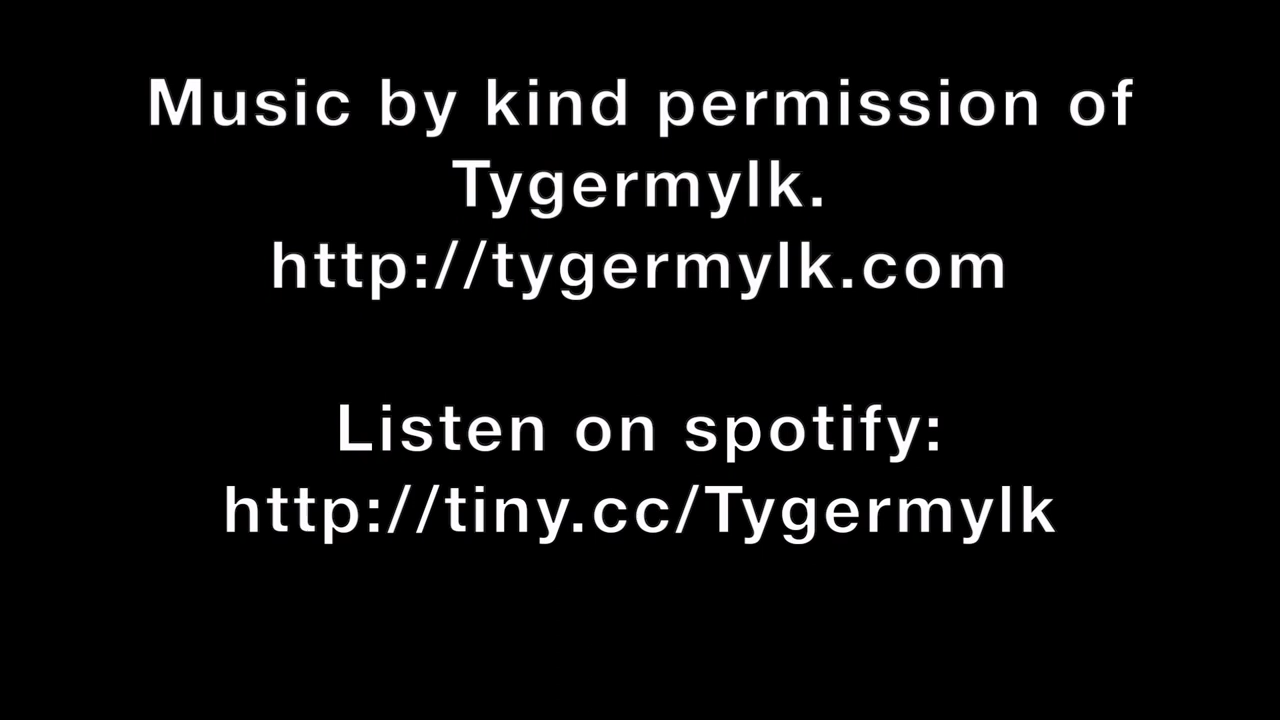 Music by kind permission of
Tygermylk.
http://tygermylk.com
Listen on spotify:
http://tiny.cc/Tygermylk